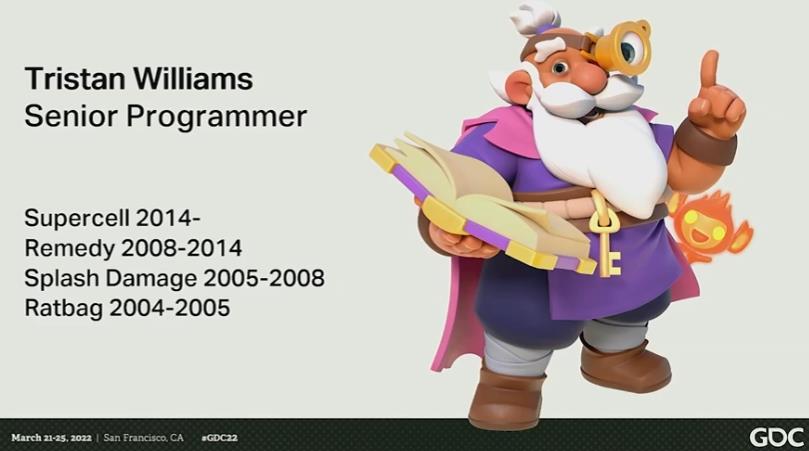 Tristan Williams
Senior Programmer
Supercell 2014-
Remedy 2008-2014
Splash Damage 2005-2008
Ratbag 2004-2005
March 21-25, 2022 | San Francisco, CA #GDC22
GDC